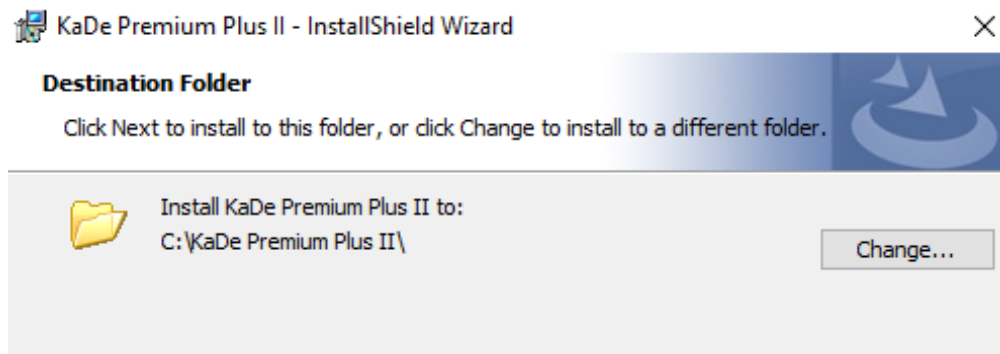 KaDe Premium Plus II - InstallShield Wizard
Destination Folder
Click Next to install to this folder, or click Change to install to a different folder.
Install KaDe Premium Plus II to:
C:\KaDe Premium Plus II\
Change...